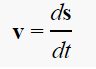 v = ds/dt